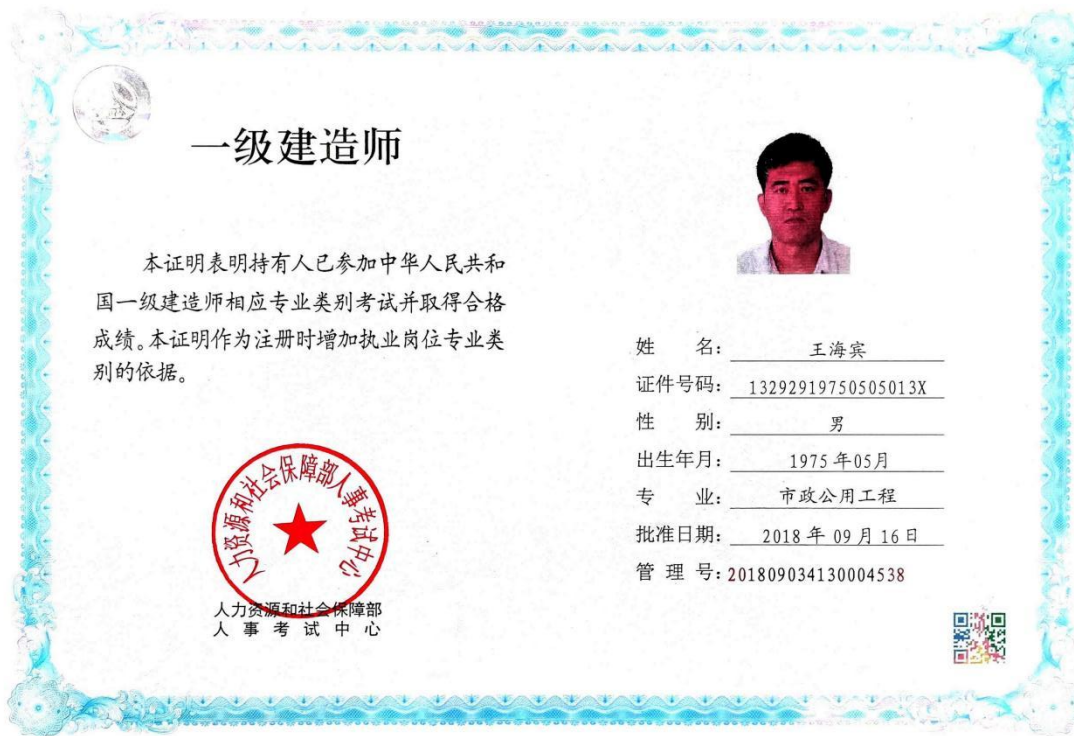 一级建造师
本证明表明持有人已参加中华人民共和
国一级建造师相应专业类别考试并取得合格
成绩。本证明作为注册时增加执业岗位专业类
别的依据。
人力资源和社会保障部人事考试中心
人力资源和社会保障部
人事考试中心
姓名：王海宾
证件号码：13292919750505013X
性别：男
出生年月：1975年05月
专业：市政公用工程
批准日期：2018年09月16日
管理号：201809034130004538